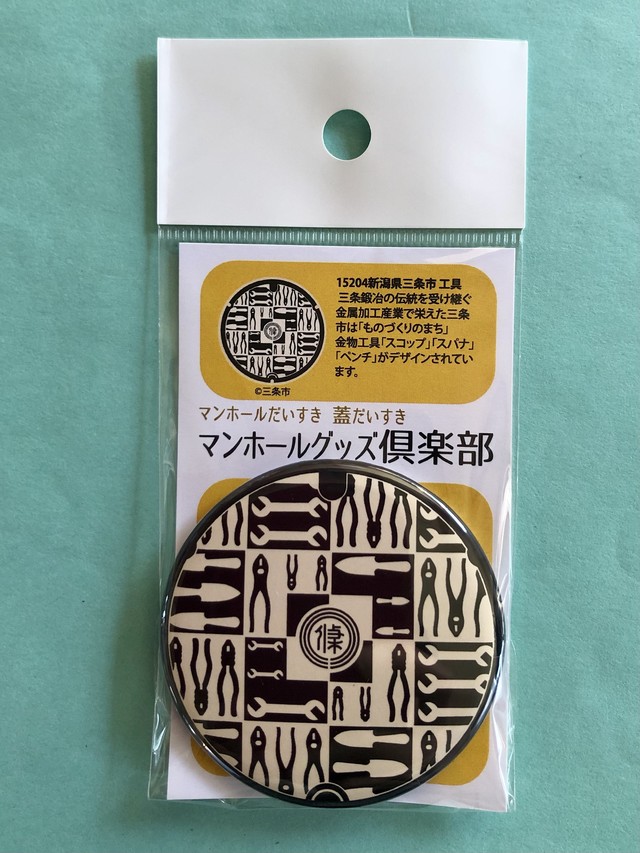 15204新潟県三条市 工具
三条鍛冶の伝統を受け継ぐ
金属加工産業で栄えた三条
市は「ものづくりのまち」
金物工具「スコップ」「スパナ」
「ペンチ」がデザインされてい
ます。
©三条市
マンホールだいすき 蓋だいすき
マンホールグッズ倶楽部
條